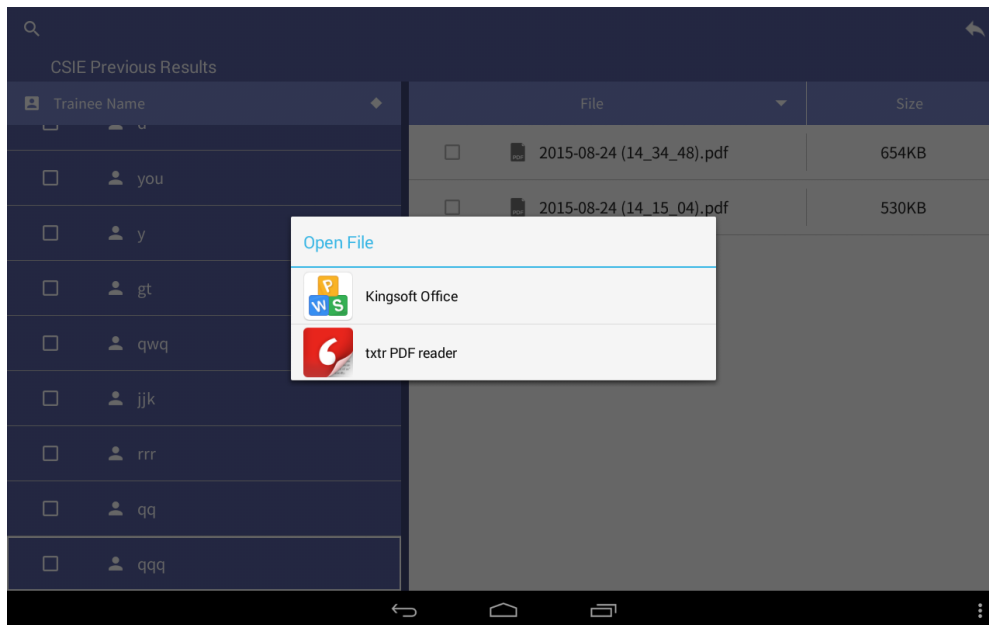 CSIE Previous Results
Trainee Name
File
Size
you
y
gt
qwq
jjk
rrr
qq
qqq
PDF
2015-08-24 (14_34_48).pdf
654KB
2015-08-24 (14_15_04).pdf
530KB
Open File
P
W S
Kingsoft Office
txtr PDF reader